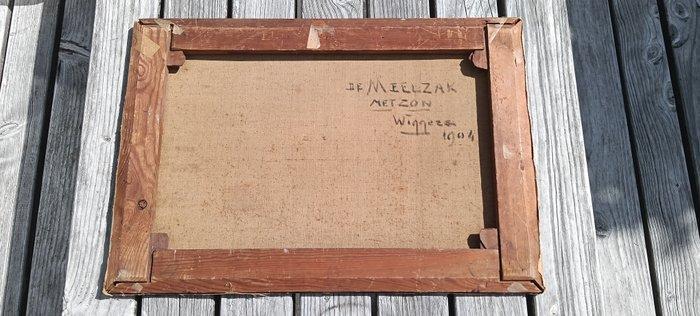 DE MEELZAK
MET ZON
Wiggers
1904